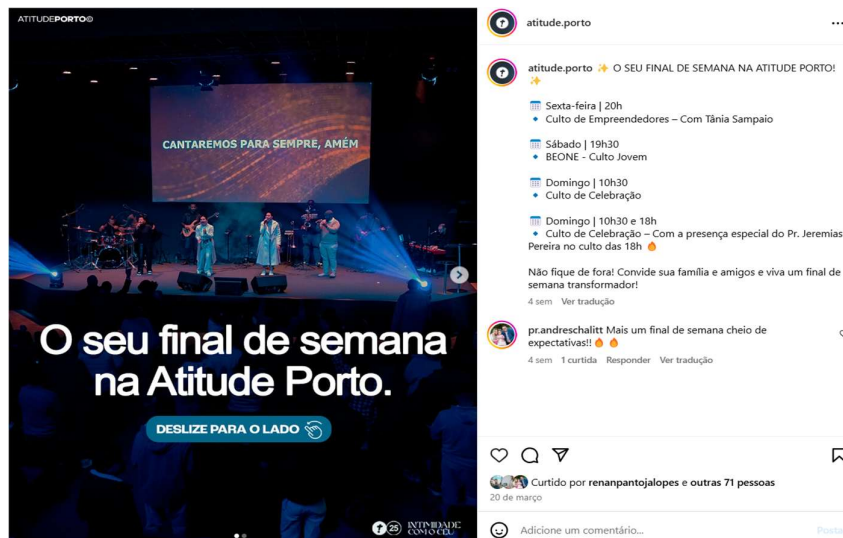 ATITUDEPORTO©
CANTAREMOS PARA SEMPRE, AMÉM
O seu final de semana
na Atitude Porto.
DESLIZE PARA O LADO
25
INTIMIDADE
COM O CÉU
atitude.porto
atitude.porto ✨ O SEU FINAL DE SEMANA NA ATITUDE PORTO!
✨
📅 Sexta-feira | 20h
🔹 Culto de Empreendedores – Com Tânia Sampaio
📅 Sábado | 19h30
🔹 BEONE - Culto Jovem
📅 Domingo | 10h30
🔹 Culto de Celebração
📅 Domingo | 10h30 e 18h
🔹 Culto de Celebração – Com a presença especial do Pr. Jeremias
Pereira no culto das 18h 🔥
Não fique de fora! Convide sua família e amigos e viva um final de
semana transformador!
4 sem Ver tradução
pr.andreschalitt Mais um final de semana cheio de
expectativas!! 🔥🔥
4 sem 1 curtida Responder Ver tradução
Curtido por renanpantojalopes e outras 71 pessoas
20 de março
Adicione um comentário...